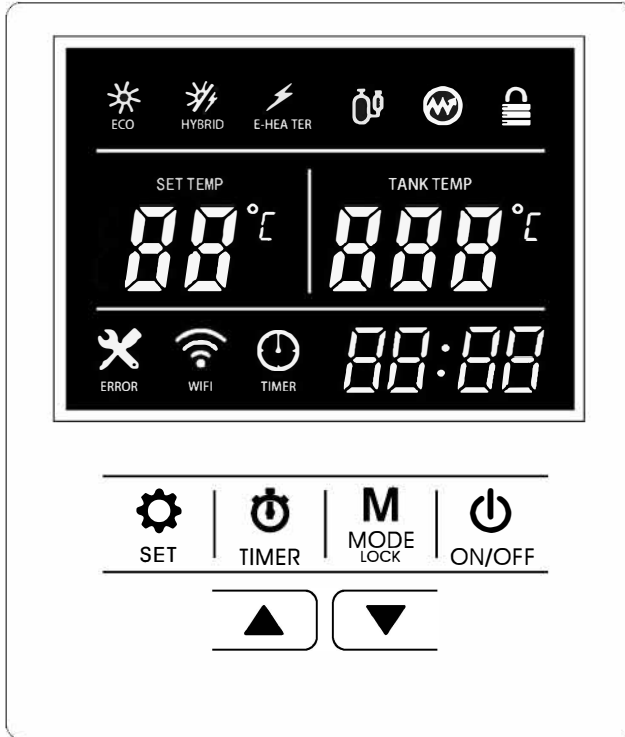 ECO HYBRID E-HEA TER
SET TEMP TANK TEMP
88°C 888°C
ERROR WIFI TIMER 88:88
M
SET TIMER MODE ON/OFF
LOCK